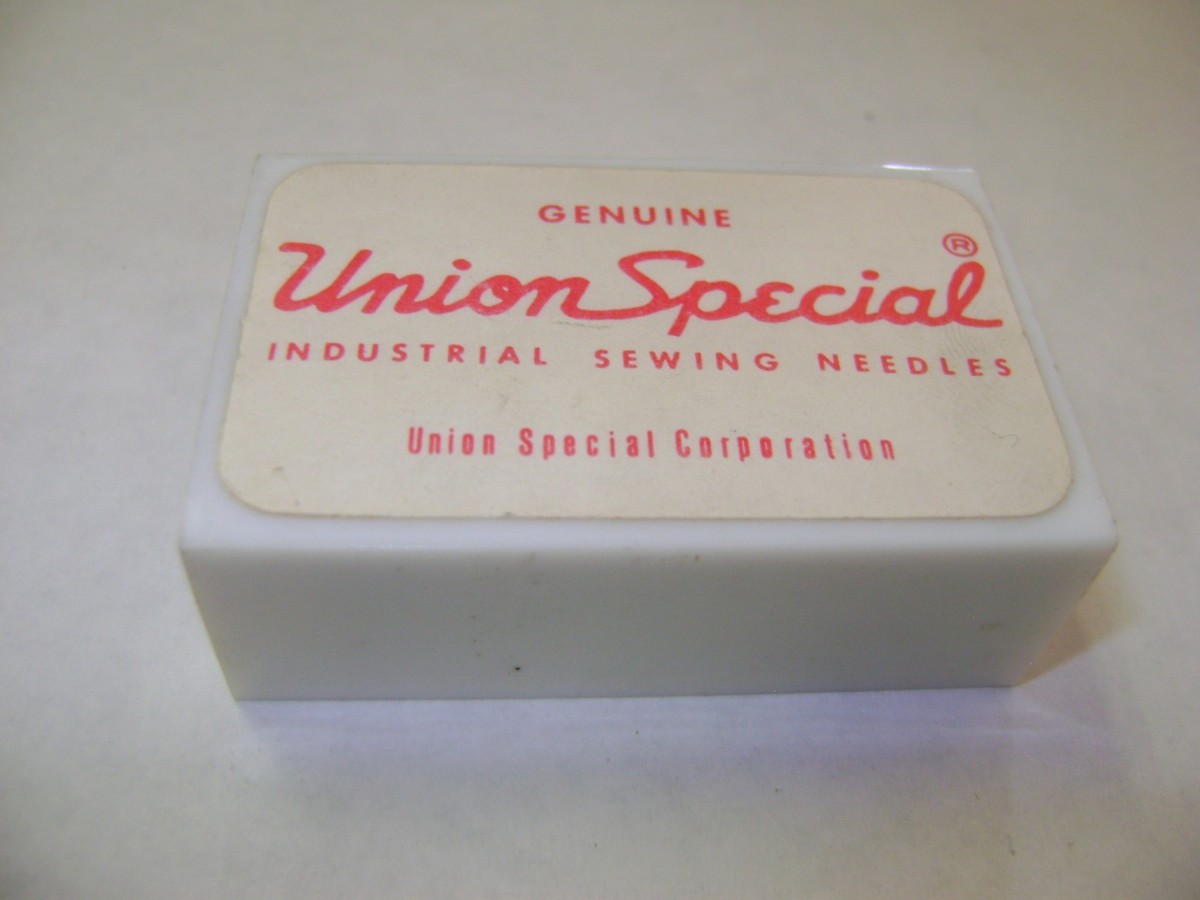 GENUINE
Union Special ®
INDUSTRIAL SEWING NEEDLES
Union Special Corporation